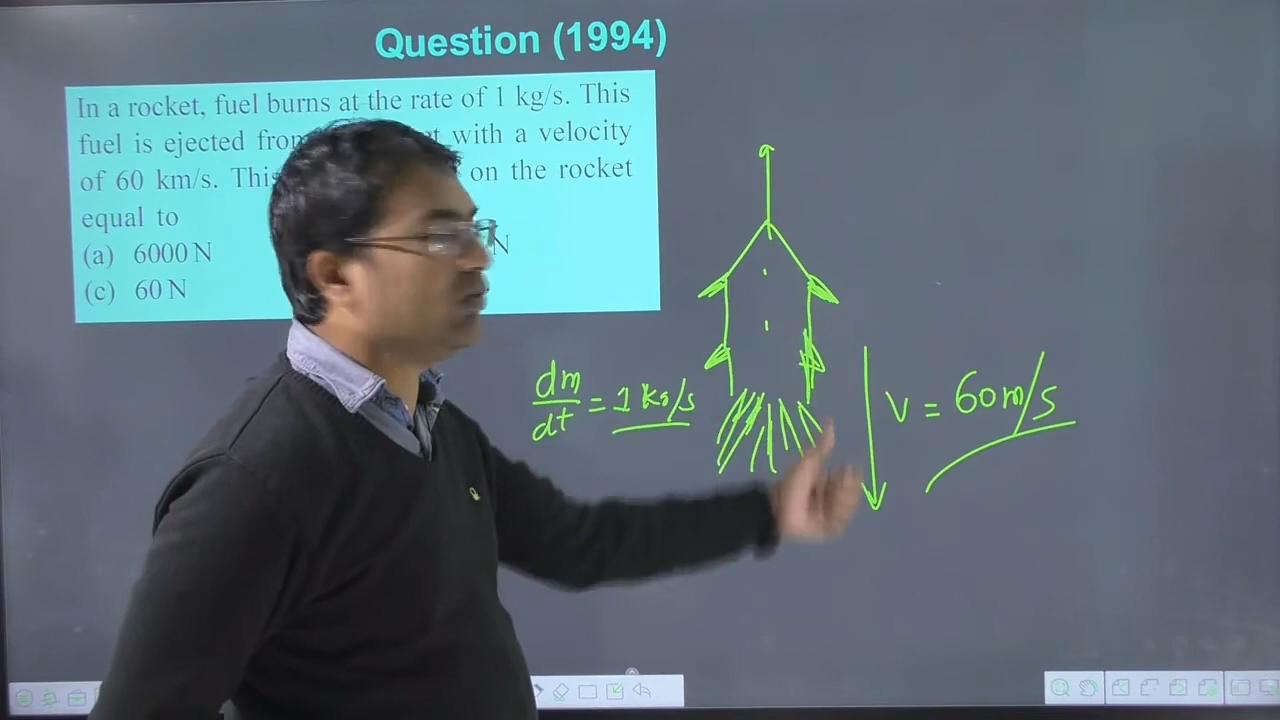 Question (1994)
In a rocket, fuel burns at the rate of 1 kg/s. This
fuel is ejected with a velocity
of 60 km/s. This on the rocket
equal to
(a) 6000 N N
(c) 60 N
dm/dt = 1 kg/s
v = 60 m/s